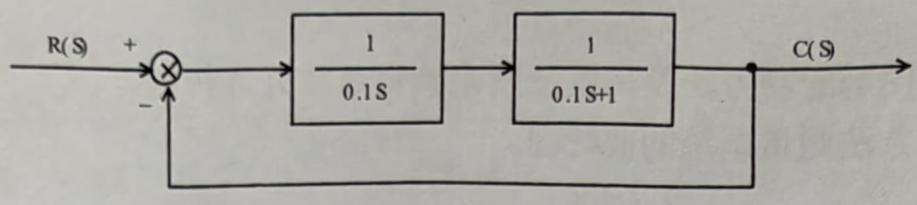 R(S) + 1 1 C(S)
0.1S 0.1S+1
−